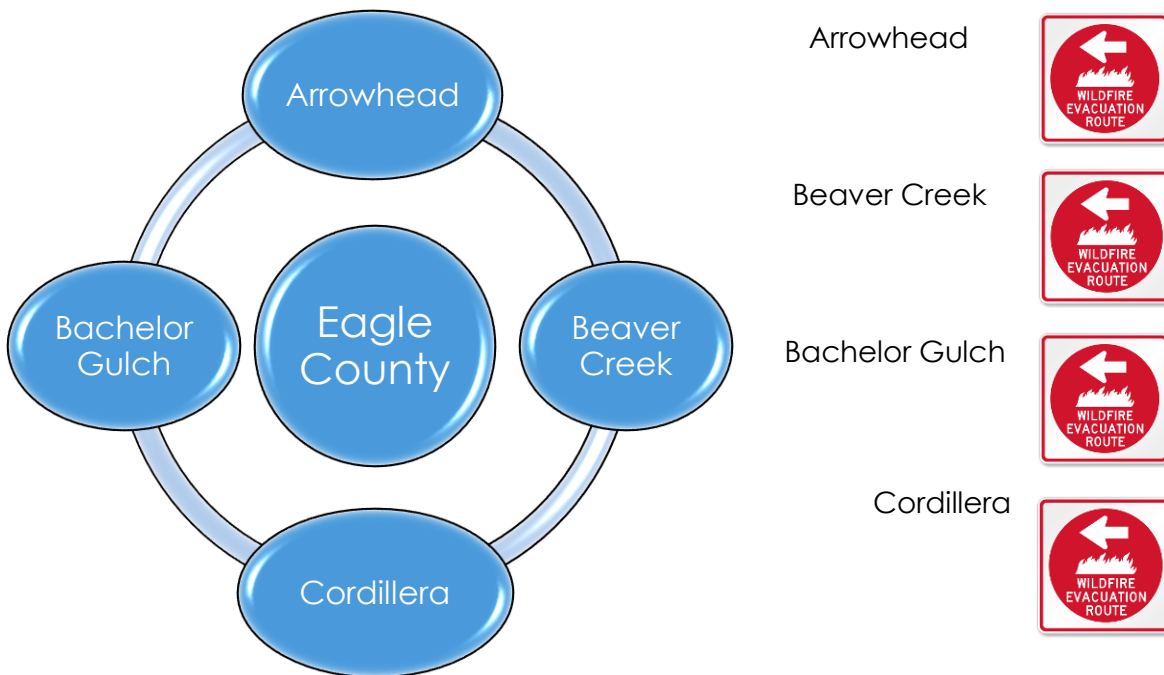 Arrowhead
Bachelor
Gulch
Eagle
County
Beaver
Creek
Cordillera
Arrowhead
WILDFIRE
EVACUATION
ROUTE
Beaver Creek
WILDFIRE
EVACUATION
ROUTE
Bachelor Gulch
WILDFIRE
EVACUATION
ROUTE
Cordillera
WILDFIRE
EVACUATION
ROUTE